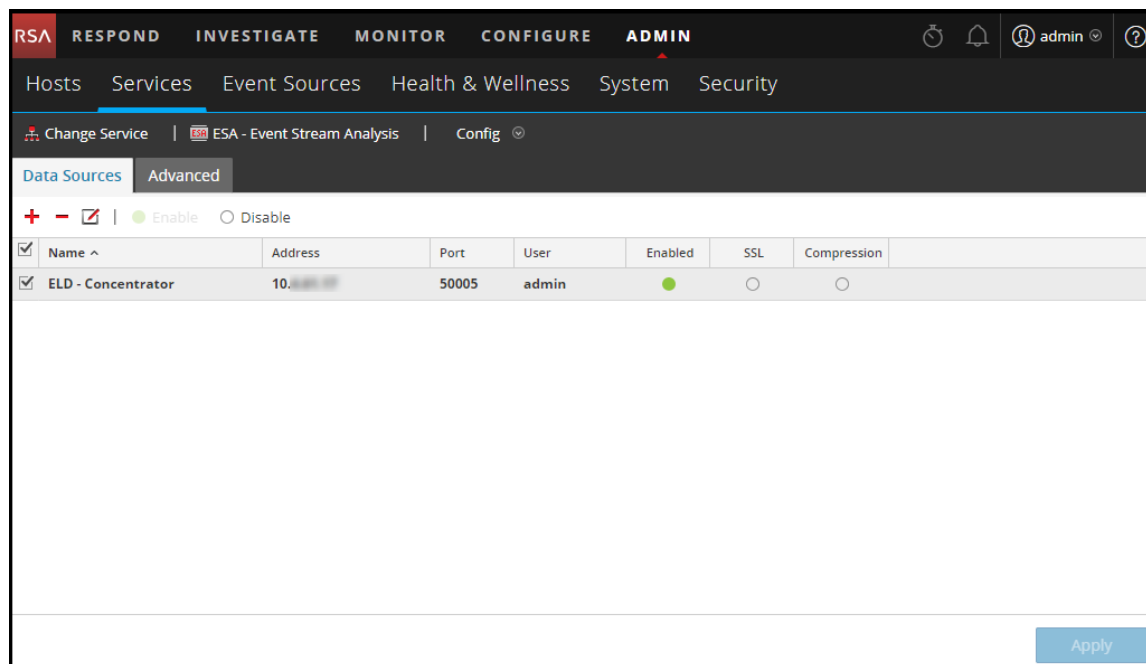 RSA RESPOND INVESTIGATE MONITOR CONFIGURE ADMIN admin ?
Hosts Services Event Sources Health & Wellness System Security
Change Service | ESA ESA - Event Stream Analysis | Config
Data Sources Advanced
Enable Disable
Name Address Port User Enabled SSL Compression
ELD - Concentrator 10. 50005 admin
Apply